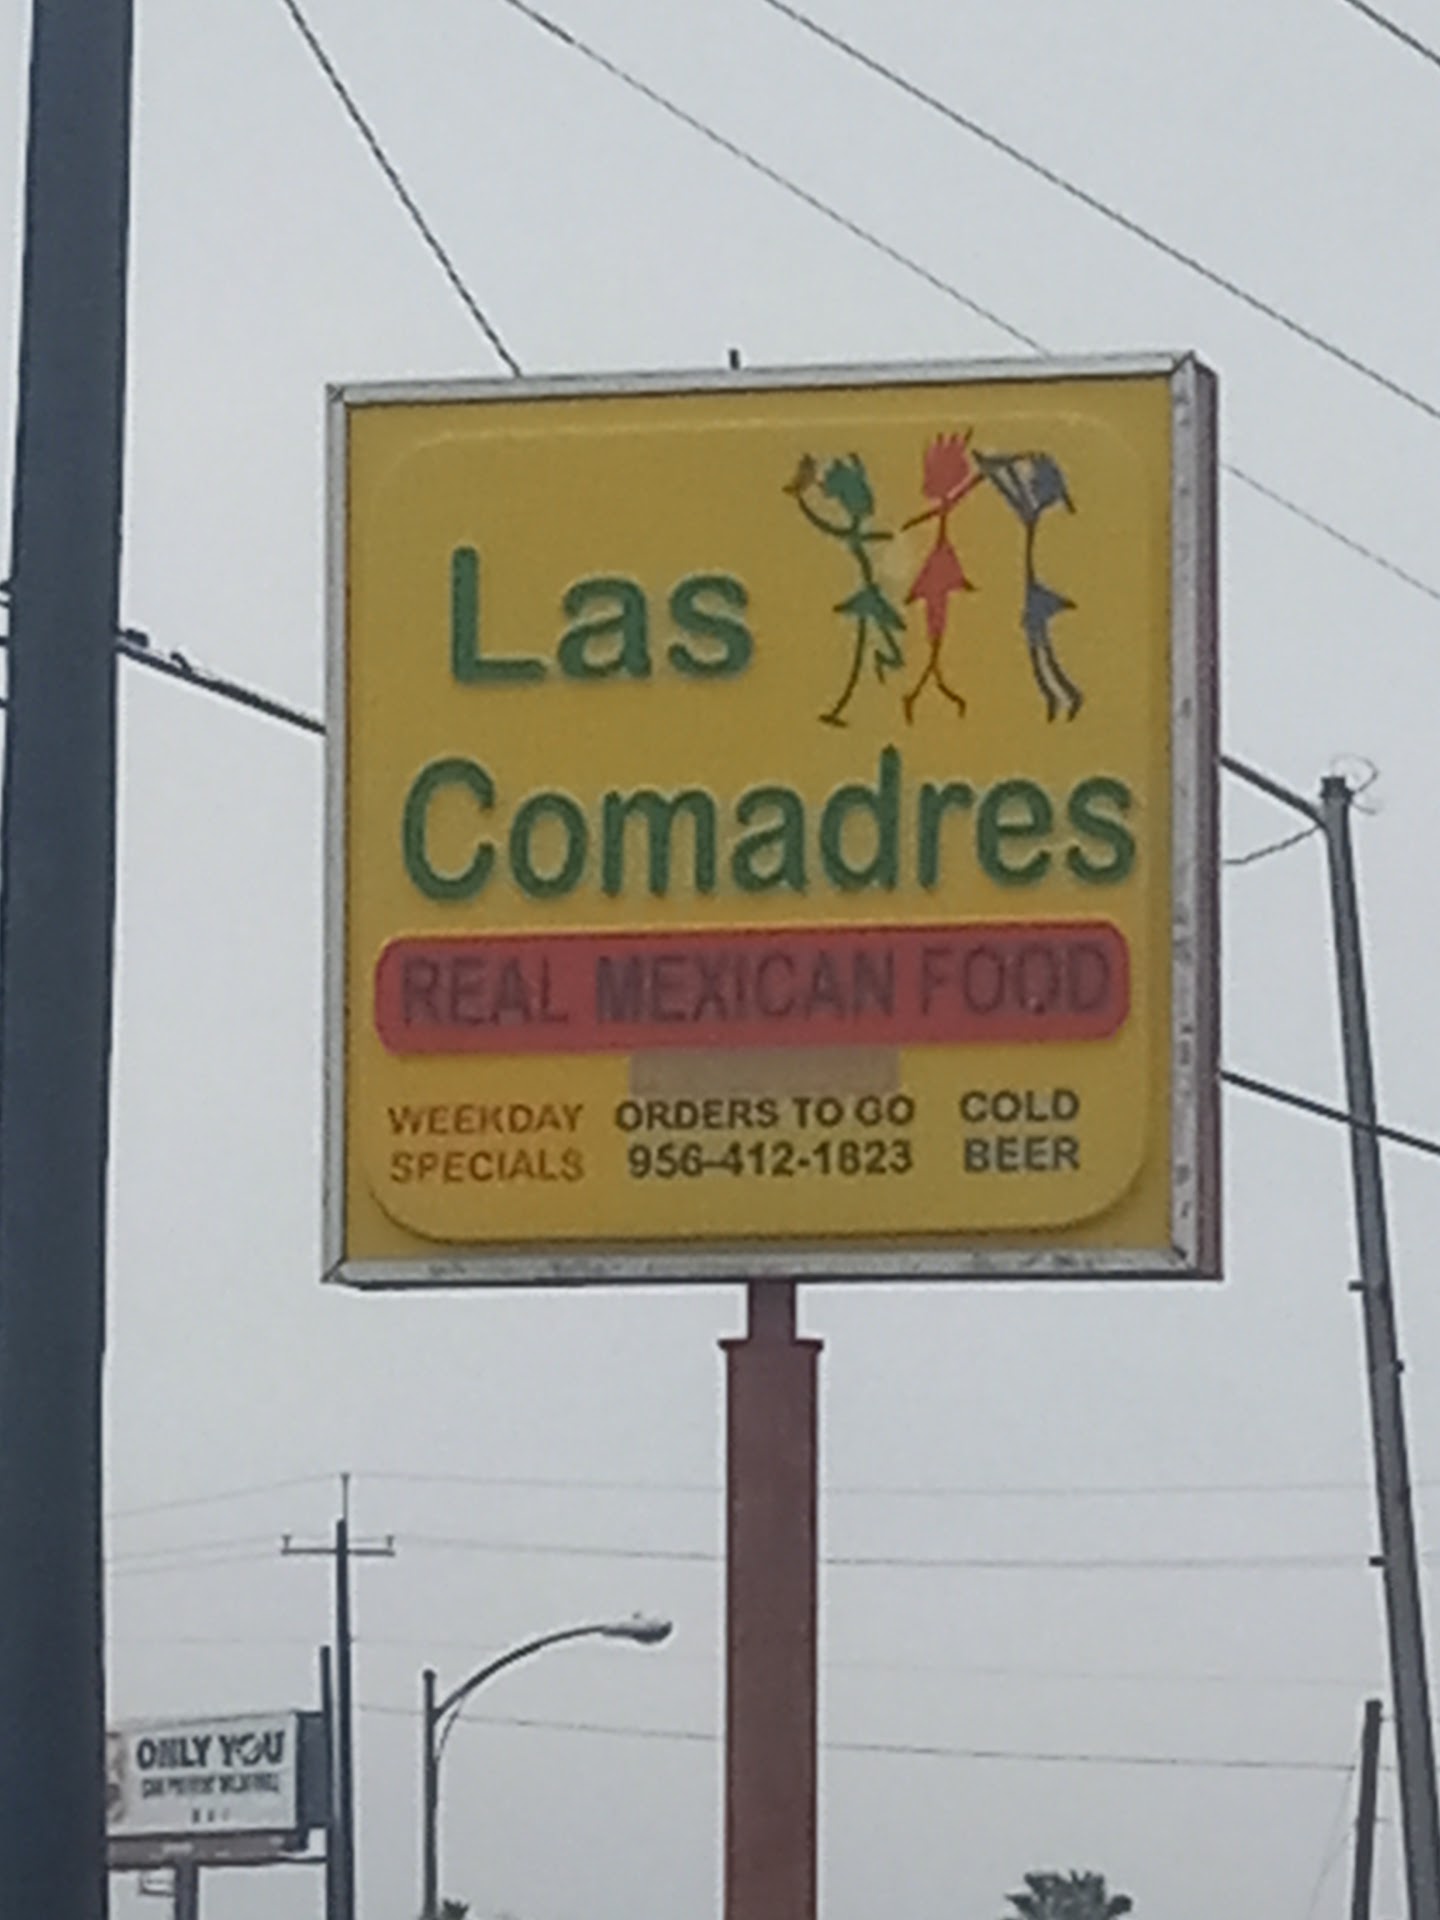 Las
Comadres
REAL MEXICAN FOOD
WEEKDAY ORDERS TO GO COLD
SPECIALS 956-412-1823 BEER
ONLY YOU